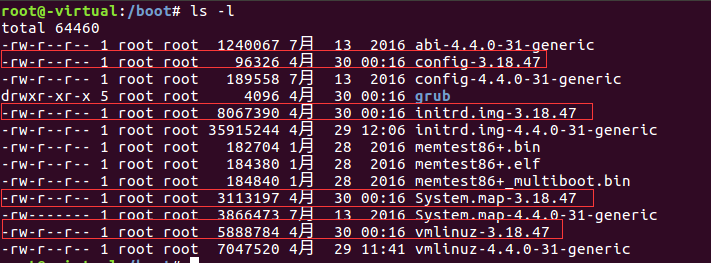 root@-virtual:/boot# ls -l
total 64460
-rw-r--r-- 1 root root  1240067 7月  13  2016 abi-4.4.0-31-generic
-rw-r--r-- 1 root root    96326 4月  30 00:16 config-3.18.47
-rw-r--r-- 1 root root   189558 7月  13  2016 config-4.4.0-31-generic
drwxr-xr-x 5 root root     4096 4月  30 00:16 grub
-rw-r--r-- 1 root root  8067390 4月  30 00:16 initrd.img-3.18.47
-rw-r--r-- 1 root root 35915244 4月  29 12:06 initrd.img-4.4.0-31-generic
-rw-r--r-- 1 root root   182704 1月  28  2016 memtest86+.bin
-rw-r--r-- 1 root root   184380 1月  28  2016 memtest86+.elf
-rw-r--r-- 1 root root   184840 1月  28  2016 memtest86+_multiboot.bin
-rw-r--r-- 1 root root  3113197 4月  30 00:16 System.map-3.18.47
-rw------- 1 root root  3866473 7月  13  2016 System.map-4.4.0-31-generic
-rw-r--r-- 1 root root  5888784 4月  30 00:16 vmlinuz-3.18.47
-rw-r--r-- 1 root root  7047520 4月  29 11:41 vmlinuz-4.4.0-31-generic
root@-virtual:/boot#